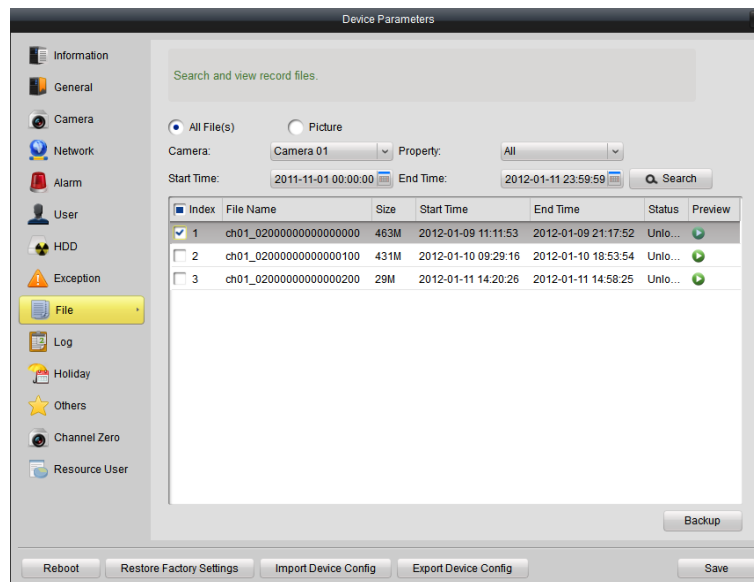 Device Parameters
Information
General
Camera
Network
Alarm
User
HDD
Exception
File
Log
Holiday
Others
Channel Zero
Resource User
Search and view record files.
All File(s) Picture
Camera: Camera 01 Property: All
Start Time: 2011-11-01 00:00:00 End Time: 2012-01-11 23:59:59 Search
Index File Name Size Start Time End Time Status Preview
1 ch01_02000000000000000 463M 2012-01-09 11:11:53 2012-01-09 21:17:52 Unlo...
2 ch01_02000000000000100 431M 2012-01-10 09:29:16 2012-01-10 18:53:54 Unlo...
3 ch01_02000000000000200 29M 2012-01-11 14:20:26 2012-01-11 14:58:25 Unlo...
Backup
Reboot Restore Factory Settings Import Device Config Export Device Config Save